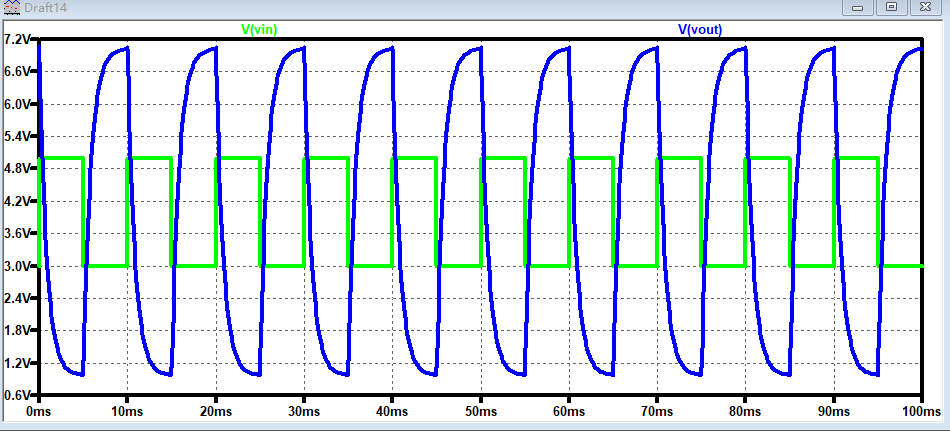 Draft14
V(vin) V(vout)
7.2V
6.6V
6.0V
5.4V
4.8V
4.2V
3.6V
3.0V
2.4V
1.8V
1.2V
0.6V
0ms 10ms 20ms 30ms 40ms 50ms 60ms 70ms 80ms 90ms 100ms